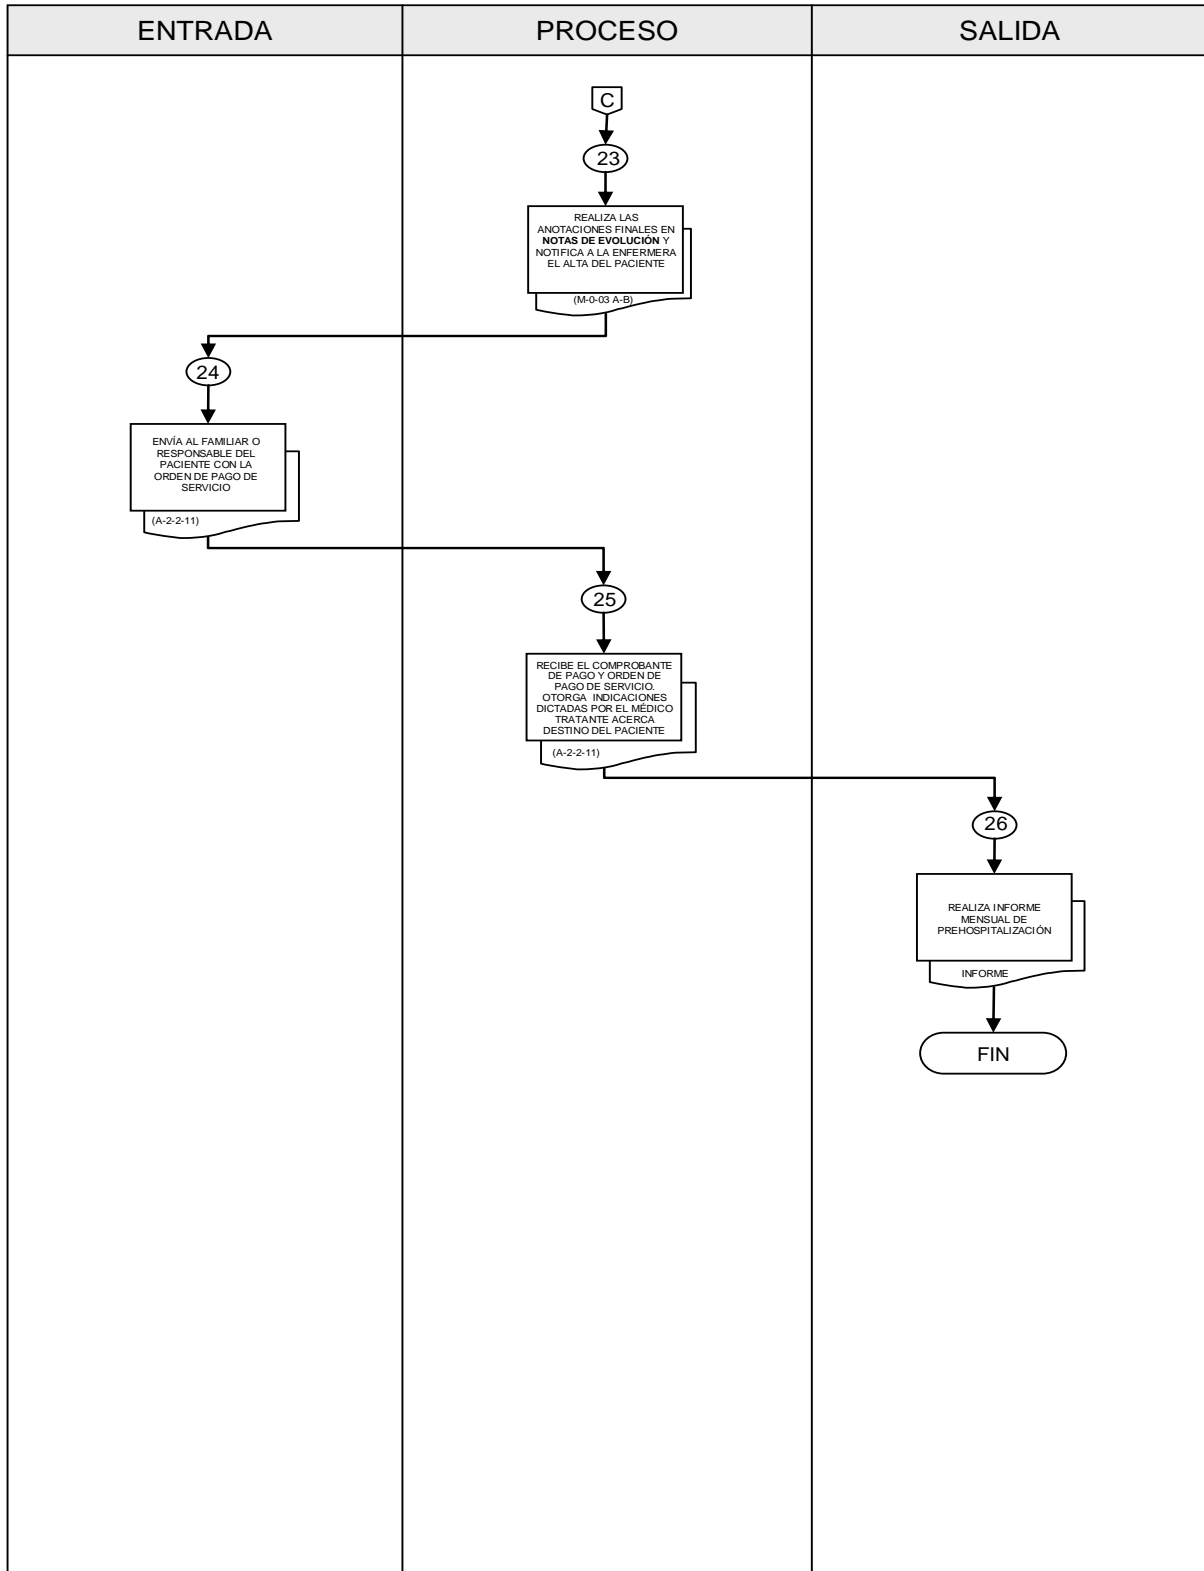 ENTRADA
PROCESO
SALIDA
C
23
REALIZA LAS
ANOTACIONES FINALES EN
NOTAS DE EVOLUCIÓN Y
NOTIFICA A LA ENFERMERA
EL ALTA DEL PACIENTE
(M-0-03 A-B)
24
ENVÍA AL FAMILIAR O
RESPONSABLE DEL
PACIENTE CON LA
ORDEN DE PAGO DE
SERVICIO
(A-2-2-11)
25
RECIBE EL COMPROBANTE
DE PAGO Y ORDEN DE
PAGO DE SERVICIO.
OTORGA INDICACIONES
DICTADAS POR EL MÉDICO
TRATANTE ACERCA
DESTINO DEL PACIENTE
(A-2-2-11)
26
REALIZA INFORME
MENSUAL DE
PREHOSPITALIZACIÓN
INFORME
FIN